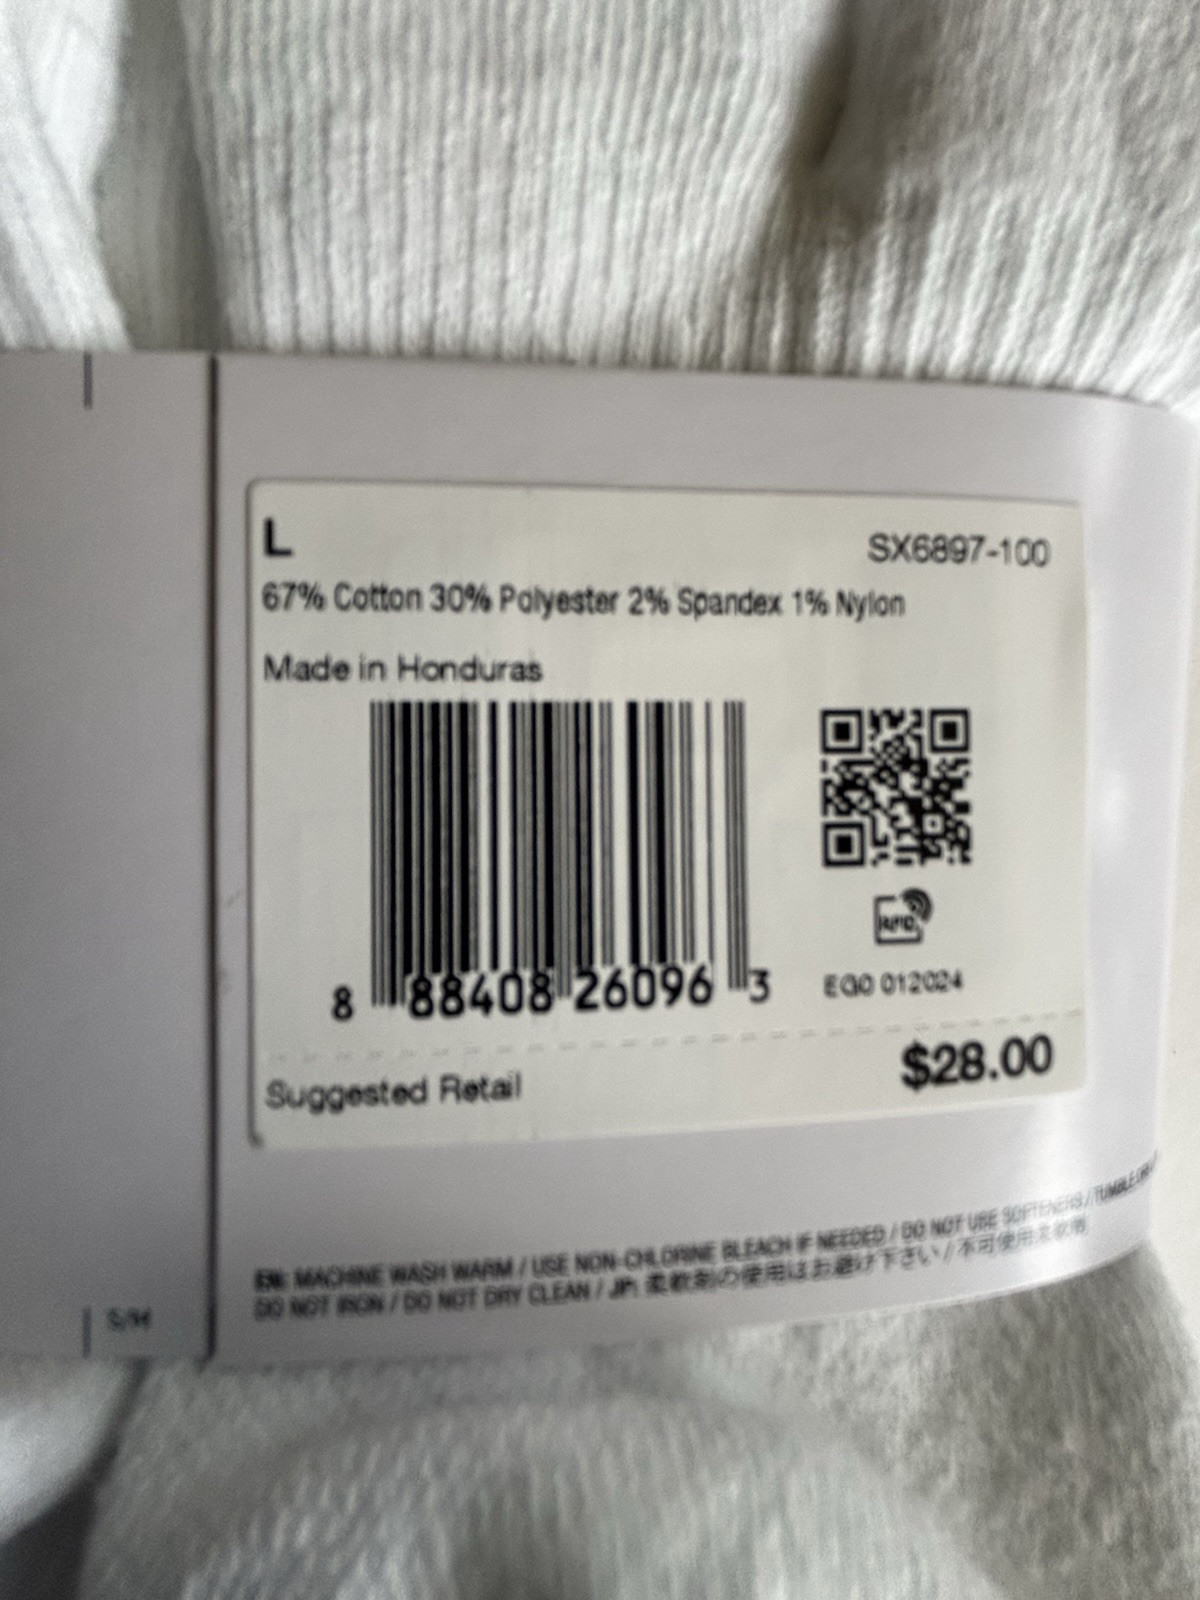 L
SX6897-100
67% Cotton 30% Polyester 2% Spandex 1% Nylon
Made in Honduras
8 88408 26096 3
RFID
EGO 012024
Suggested Retail
$28.00
EN: MACHINE WASH WARM / USE NON-CHLORINE BLEACH IF NEEDED / DO NOT USE SOFTENERS / TUMBLE
DO NOT IRON / DO NOT DRY CLEAN / JP: 柔軟剤の使用はお避け下さい / 不可使用柔軟剂
S/M